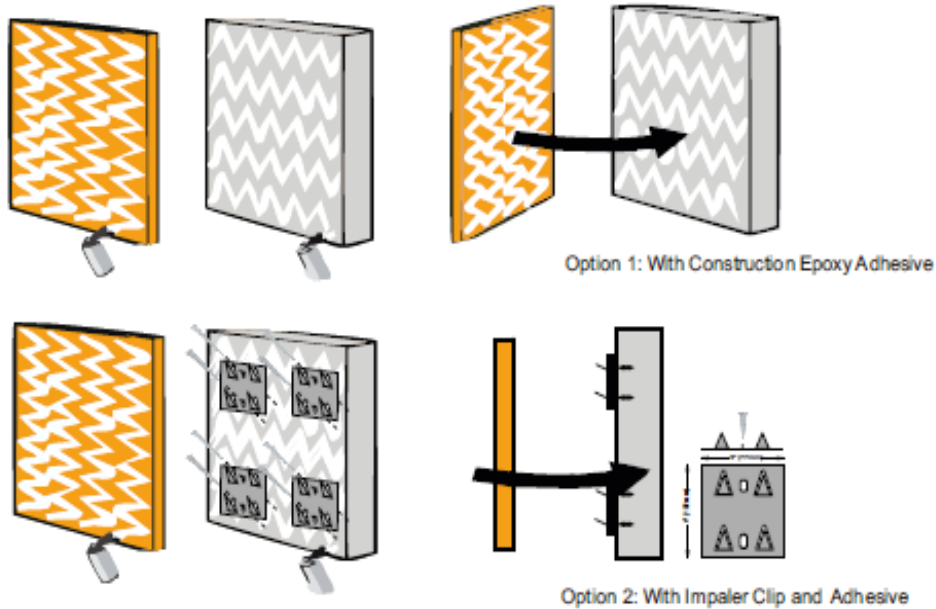 Option 1: With Construction Epoxy Adhesive
Option 2: With Impaler Clip and Adhesive